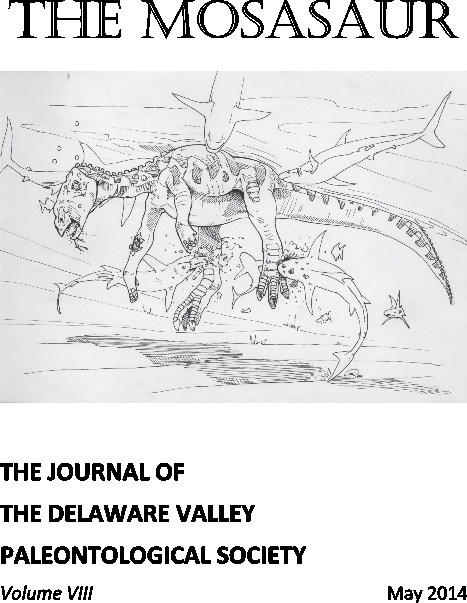 THE MOSASAUR
THE JOURNAL OF
THE DELAWARE VALLEY
PALEONTOLOGICAL SOCIETY
Volume VIII May 2014